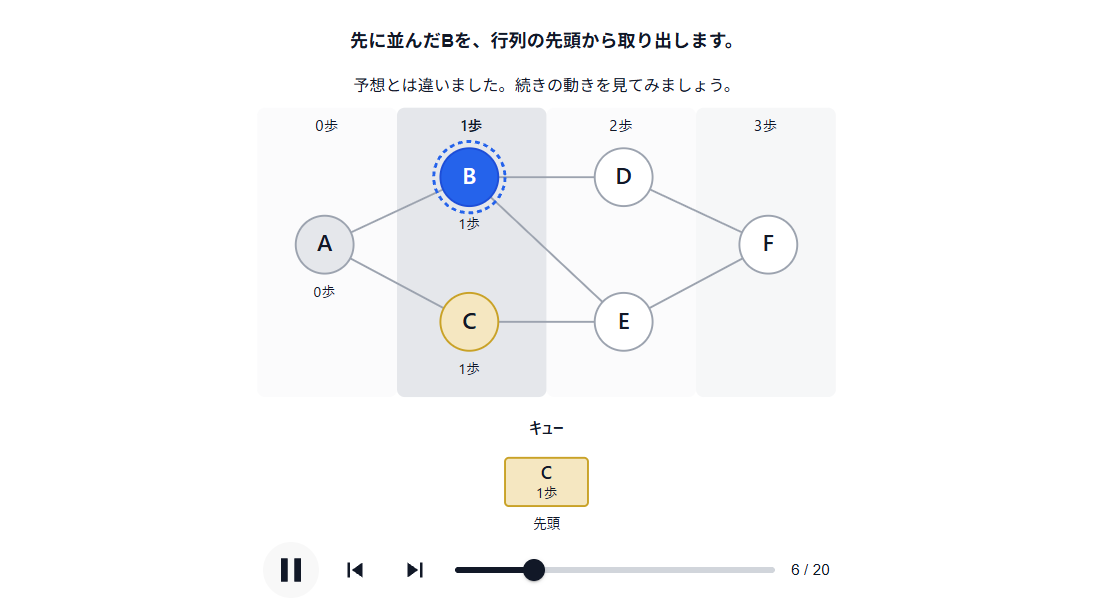 先に並んだBを、行列の先頭から取り出します。
予想とは違いました。続きの動きを見てみましょう。
0歩
1歩
2歩
3歩
B
1歩
D
A
0歩
F
C
1歩
E
キュー
C
1歩
先頭
6 / 20